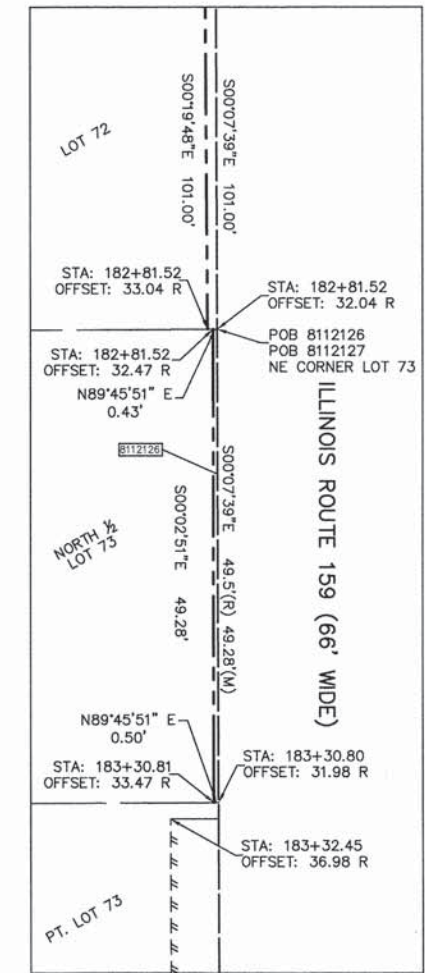 S00°19'48"E 101.00'
S00°07'39"E 101.00'
LOT 72
STA: 182+81.52
OFFSET: 33.04 R
STA: 182+81.52
OFFSET: 32.04 R
POB 8112126
POB 8112127
NE CORNER LOT 73
STA: 182+81.52
OFFSET: 32.47 R
N89°45'51" E
0.43'
ILLINOIS ROUTE 159 (66' WIDE)
8112126
S00°07'39"E 49.5'(R) 49.28'(M)
S00°02'51"E 49.28'
NORTH ½
LOT 73
N89°45'51" E
0.50'
STA: 183+30.81
OFFSET: 33.47 R
STA: 183+30.80
OFFSET: 31.98 R
STA: 183+32.45
OFFSET: 36.98 R
PT. LOT 73